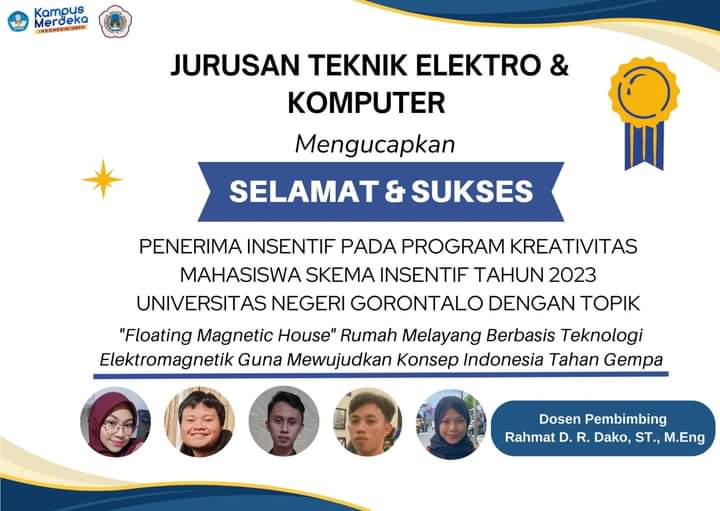 Kampus
Merdeka
INDONESIA JAYA
JURUSAN TEKNIK ELEKTRO &
KOMPUTER
Mengucapkan
SELAMAT & SUKSES
PENERIMA INSENTIF PADA PROGRAM KREATIVITAS
MAHASISWA SKEMA INSENTIF TAHUN 2023
UNIVERSITAS NEGERI GORONTALO DENGAN TOPIK
"Floating Magnetic House" Rumah Melayang Berbasis Teknologi
Elektromagnetik Guna Mewujudkan Konsep Indonesia Tahan Gempa
Dosen Pembimbing
Rahmat D. R. Dako, ST., M.Eng